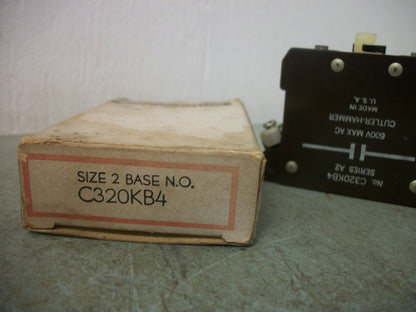 SIZE 2 BASE N.O.
C320KB4
No. C320KB4
SERIES A2
600V MAX AC
CUTLER-HAMMER
MADE IN
U.S.A.